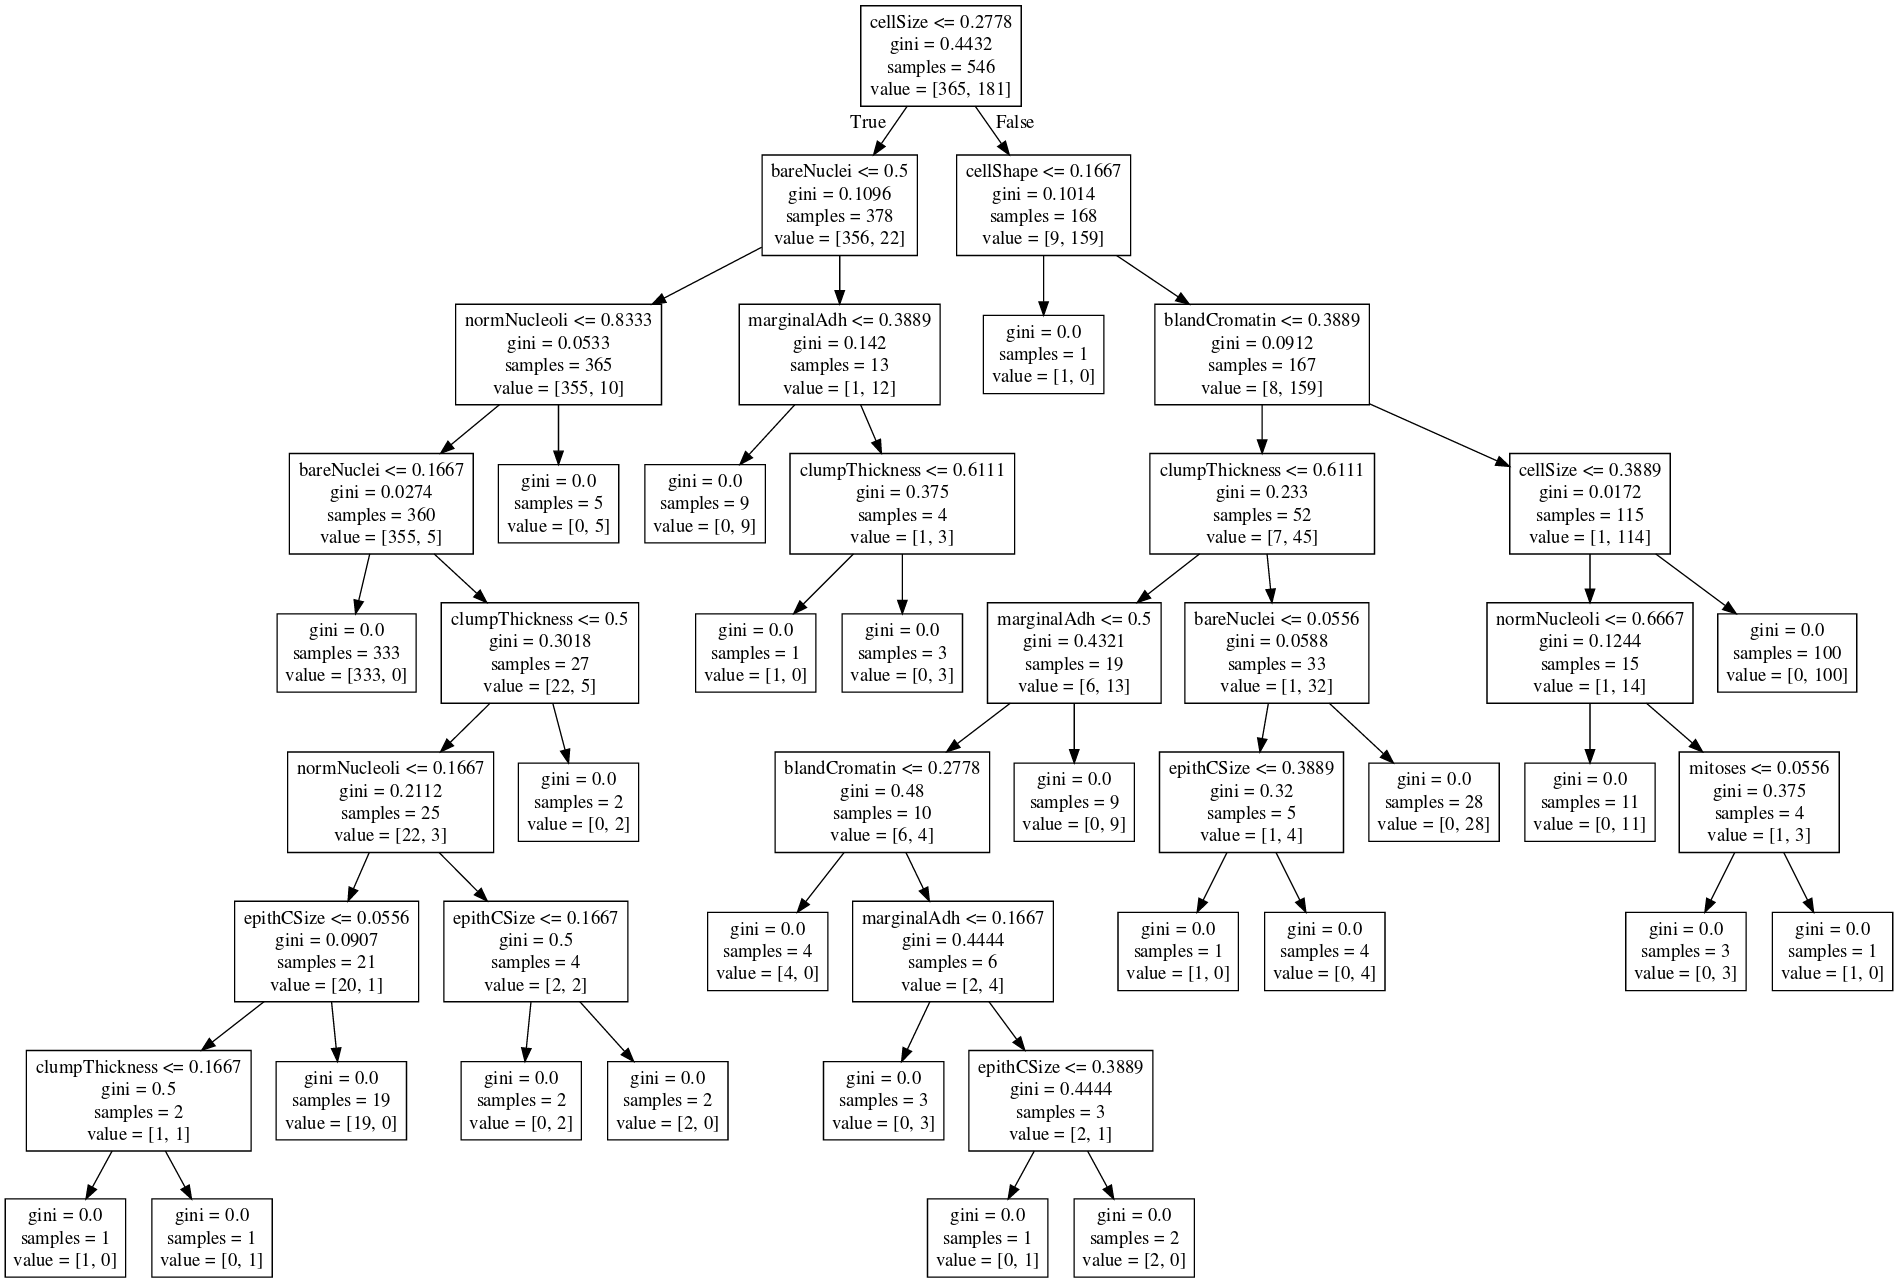 cellSize <= 0.2778
gini = 0.4432
samples = 546
value = [365, 181]
True
False
bareNuclei <= 0.5
gini = 0.1096
samples = 378
value = [356, 22]
cellShape <= 0.1667
gini = 0.1014
samples = 168
value = [9, 159]
normNucleoli <= 0.8333
gini = 0.0533
samples = 365
value = [355, 10]
marginalAdh <= 0.3889
gini = 0.142
samples = 13
value = [1, 12]
gini = 0.0
samples = 1
value = [1, 0]
blandCromatin <= 0.3889
gini = 0.0912
samples = 167
value = [8, 159]
bareNuclei <= 0.1667
gini = 0.0274
samples = 360
value = [355, 5]
gini = 0.0
samples = 5
value = [0, 5]
gini = 0.0
samples = 9
value = [0, 9]
clumpThickness <= 0.6111
gini = 0.375
samples = 4
value = [1, 3]
clumpThickness <= 0.6111
gini = 0.233
samples = 52
value = [7, 45]
cellSize <= 0.3889
gini = 0.0172
samples = 115
value = [1, 114]
gini = 0.0
samples = 333
value = [333, 0]
clumpThickness <= 0.5
gini = 0.3018
samples = 27
value = [22, 5]
gini = 0.0
samples = 1
value = [1, 0]
gini = 0.0
samples = 3
value = [0, 3]
marginalAdh <= 0.5
gini = 0.4321
samples = 19
value = [6, 13]
bareNuclei <= 0.0556
gini = 0.0588
samples = 33
value = [1, 32]
normNucleoli <= 0.6667
gini = 0.1244
samples = 15
value = [1, 14]
gini = 0.0
samples = 100
value = [0, 100]
normNucleoli <= 0.1667
gini = 0.2112
samples = 25
value = [22, 3]
gini = 0.0
samples = 2
value = [0, 2]
blandCromatin <= 0.2778
gini = 0.48
samples = 10
value = [6, 4]
gini = 0.0
samples = 9
value = [0, 9]
epithCSize <= 0.3889
gini = 0.32
samples = 5
value = [1, 4]
gini = 0.0
samples = 28
value = [0, 28]
gini = 0.0
samples = 11
value = [0, 11]
mitoses <= 0.0556
gini = 0.375
samples = 4
value = [1, 3]
epithCSize <= 0.0556
gini = 0.0907
samples = 21
value = [20, 1]
epithCSize <= 0.1667
gini = 0.5
samples = 4
value = [2, 2]
gini = 0.0
samples = 4
value = [4, 0]
marginalAdh <= 0.1667
gini = 0.4444
samples = 6
value = [2, 4]
gini = 0.0
samples = 1
value = [1, 0]
gini = 0.0
samples = 4
value = [0, 4]
gini = 0.0
samples = 3
value = [0, 3]
gini = 0.0
samples = 1
value = [1, 0]
clumpThickness <= 0.1667
gini = 0.5
samples = 2
value = [1, 1]
gini = 0.0
samples = 19
value = [19, 0]
gini = 0.0
samples = 2
value = [0, 2]
gini = 0.0
samples = 2
value = [2, 0]
gini = 0.0
samples = 3
value = [0, 3]
epithCSize <= 0.3889
gini = 0.4444
samples = 3
value = [2, 1]
gini = 0.0
samples = 1
value = [1, 0]
gini = 0.0
samples = 1
value = [0, 1]
gini = 0.0
samples = 1
value = [0, 1]
gini = 0.0
samples = 2
value = [2, 0]